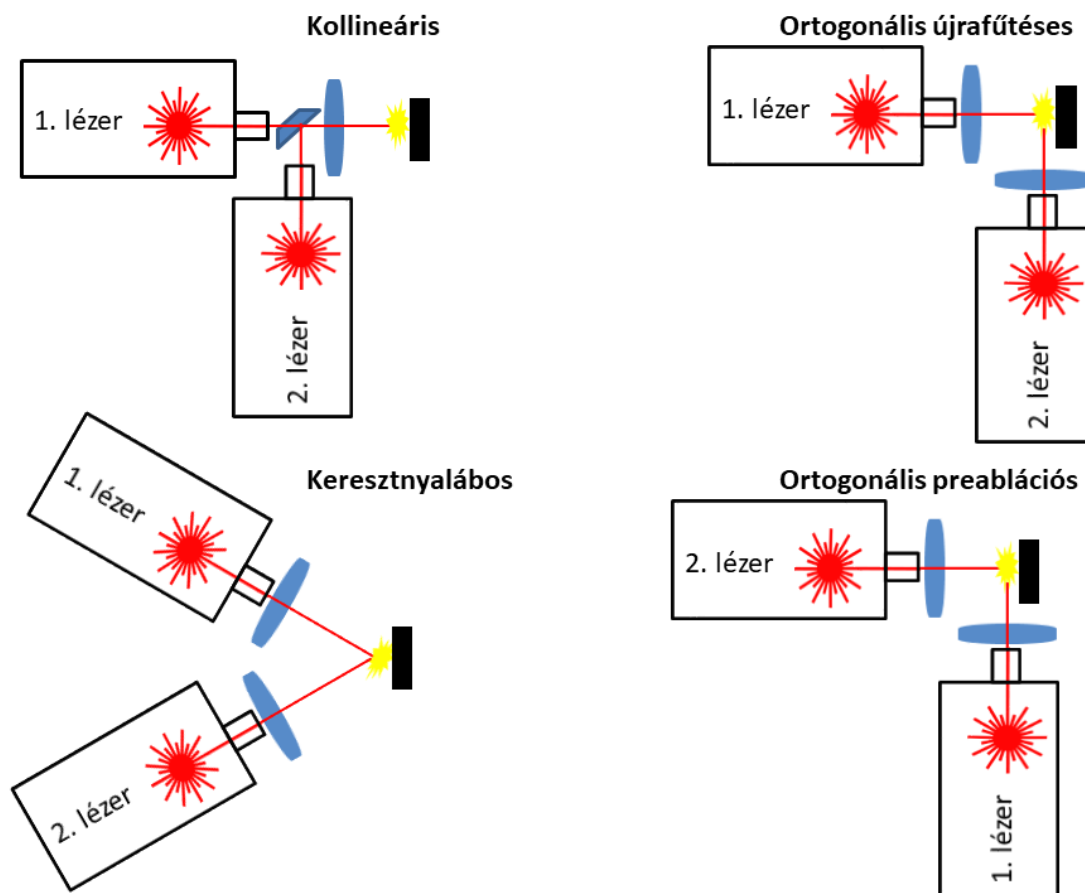 Kollineáris
1. lézer
2. lézer
Ortogonális újrafűtéses
1. lézer
2. lézer
Keresztnyalábos
1. lézer
2. lézer
Ortogonális preablációs
2. lézer
1. lézer